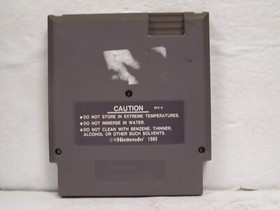 CAUTION
REV-A
●DO NOT STORE IN EXTREME TEMPERATURES.
●DO NOT IMMERSE IN WATER.
●DO NOT CLEAN WITH BENZENE, THINNER,
ALCOHOL OR OTHER SUCH SOLVENTS.
Nintendo 1985